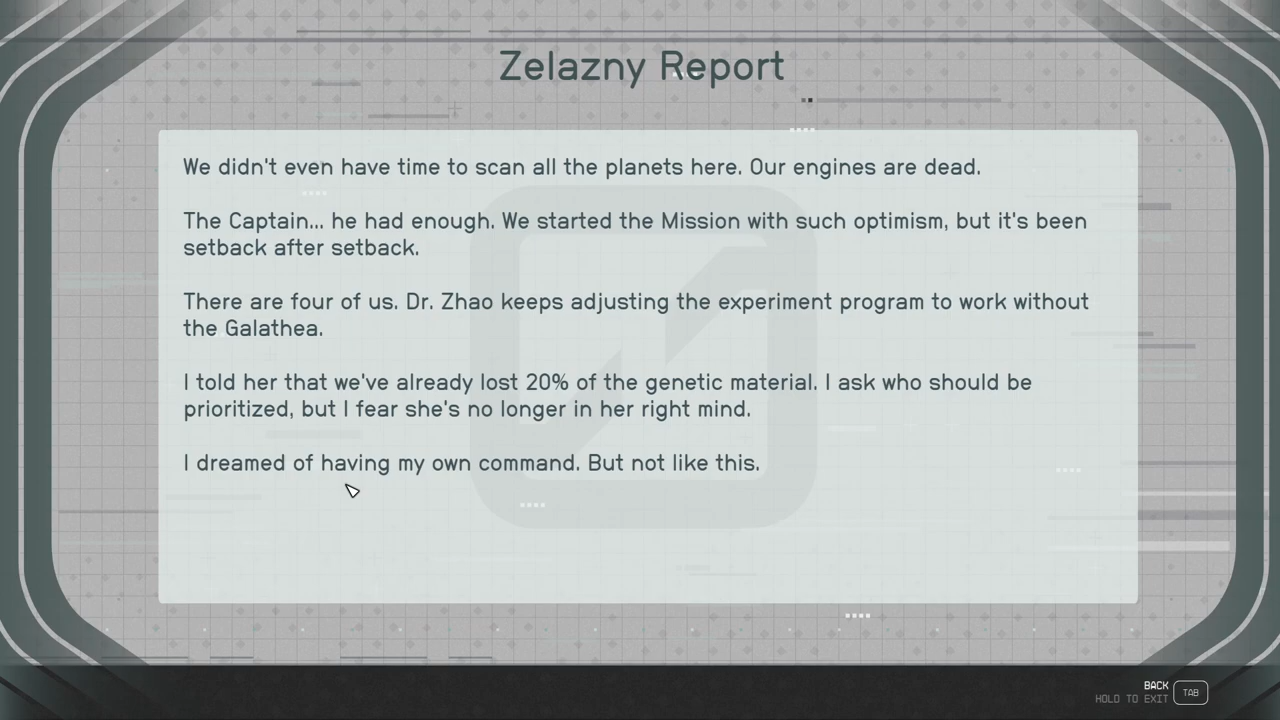 Zelazny Report
We didn't even have time to scan all the planets here. Our engines are dead.
The Captain... he had enough. We started the Mission with such optimism, but it's been
setback after setback.
There are four of us. Dr. Zhao keeps adjusting the experiment program to work without
the Galathea.
I told her that we've already lost 20% of the genetic material. I ask who should be
prioritized, but I fear she's no longer in her right mind.
I dreamed of having my own command. But not like this.
BACK
HOLD TO EXIT
TAB